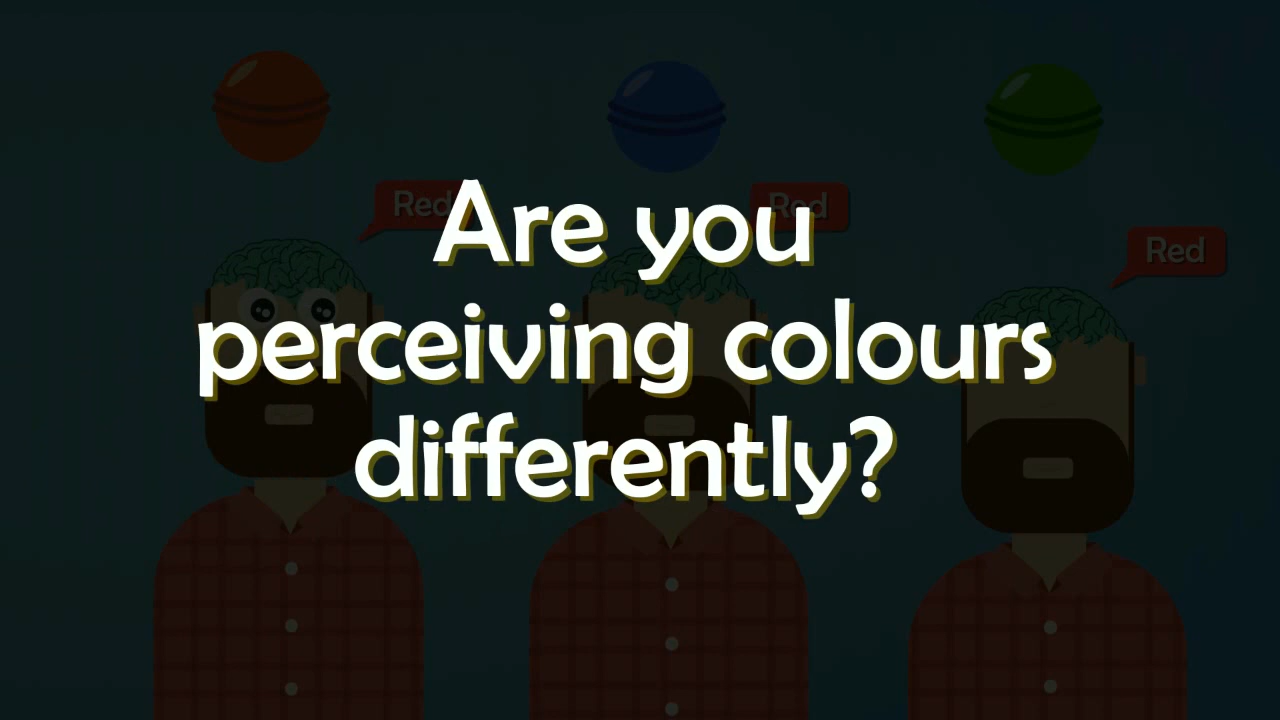 Red
Red
Red
Are you
perceiving colours
differently?